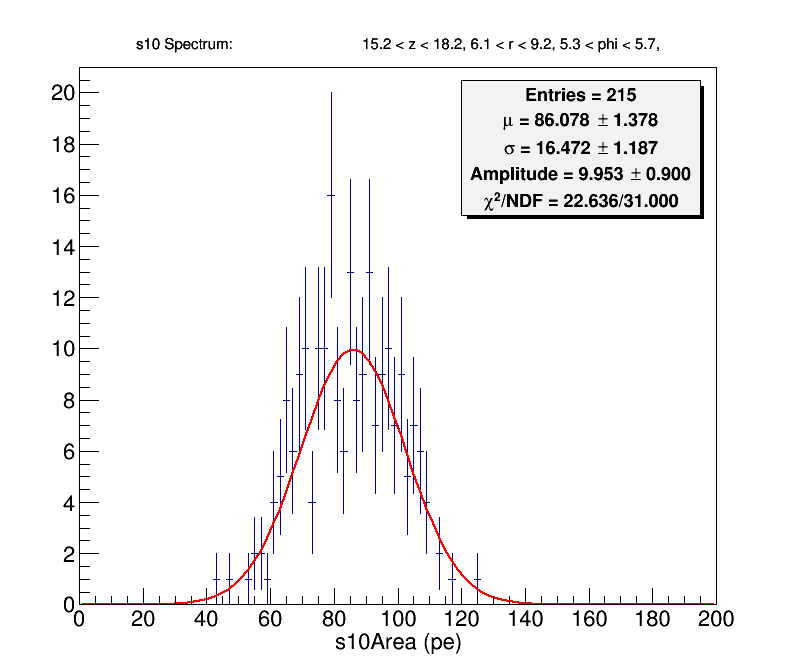 s10 Spectrum: 15.2 < z < 18.2, 6.1 < r < 9.2, 5.3 < phi < 5.7,
Entries = 215
μ = 86.078 ± 1.378
σ = 16.472 ± 1.187
Amplitude = 9.953 ± 0.900
χ²/NDF = 22.636/31.000
20
18
16
14
12
10
8
6
4
2
0
0 20 40 60 80 100 120 140 160 180 200
s10Area (pe)